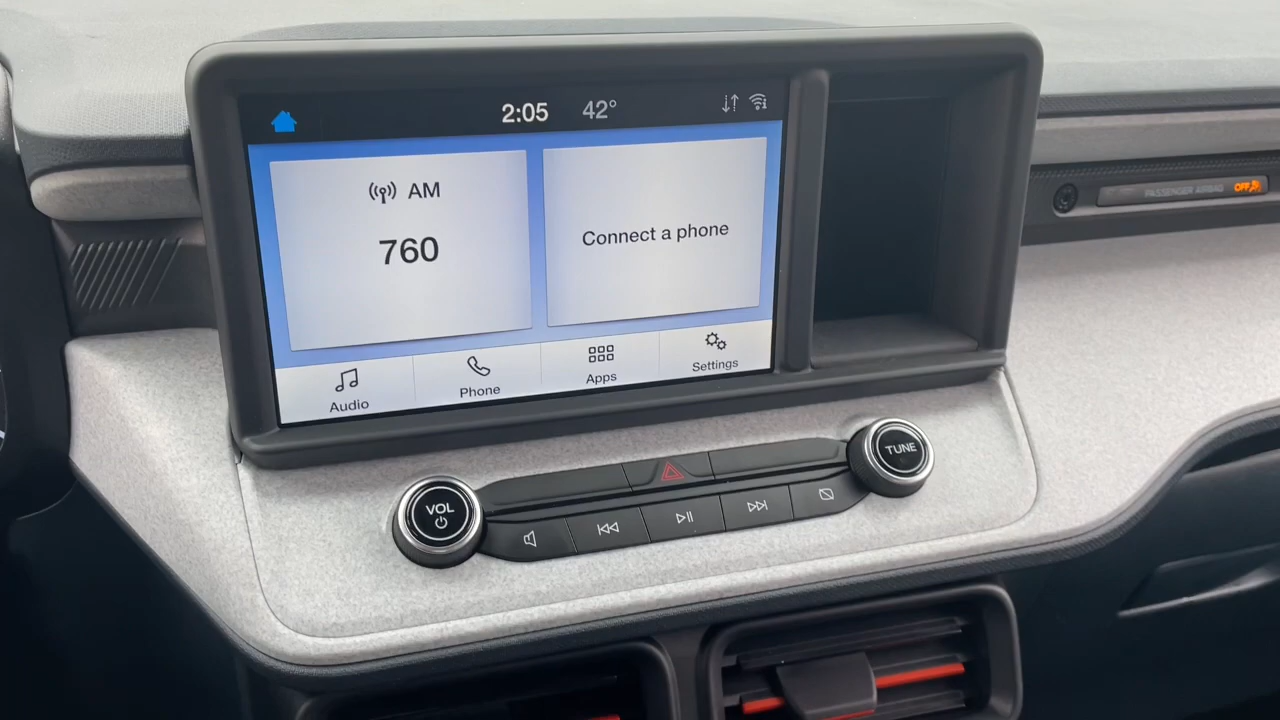 2:05 42°
AM
760
Connect a phone
Audio Phone Apps Settings
PASSENGER AIRBAG OFF
VOL
TUNE